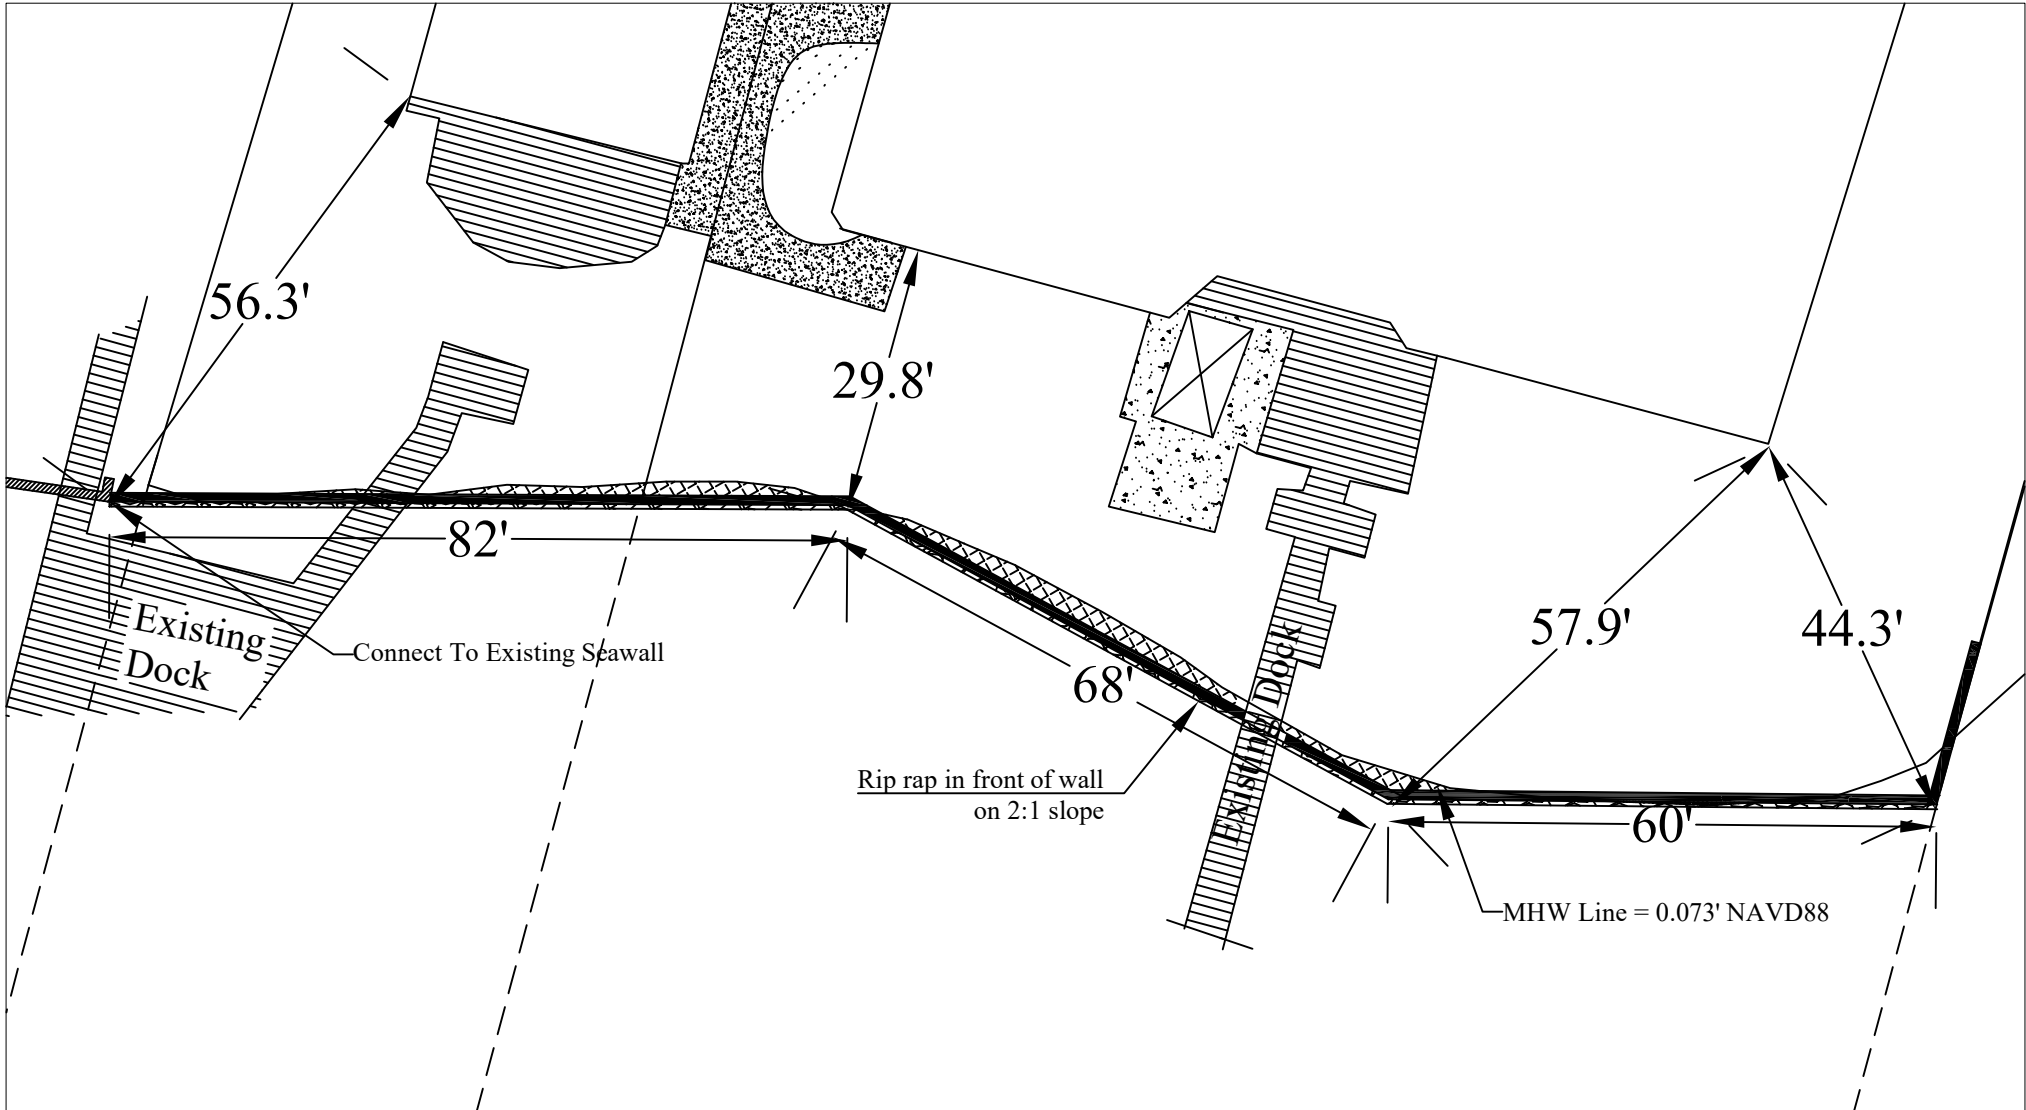 56.3'
29.8'
82'
Existing
Dock
Connect To Existing Seawall
68'
57.9'
44.3'
Existing Dock
Rip rap in front of wall
on 2:1 slope
60'
MHW Line = 0.073' NAVD88